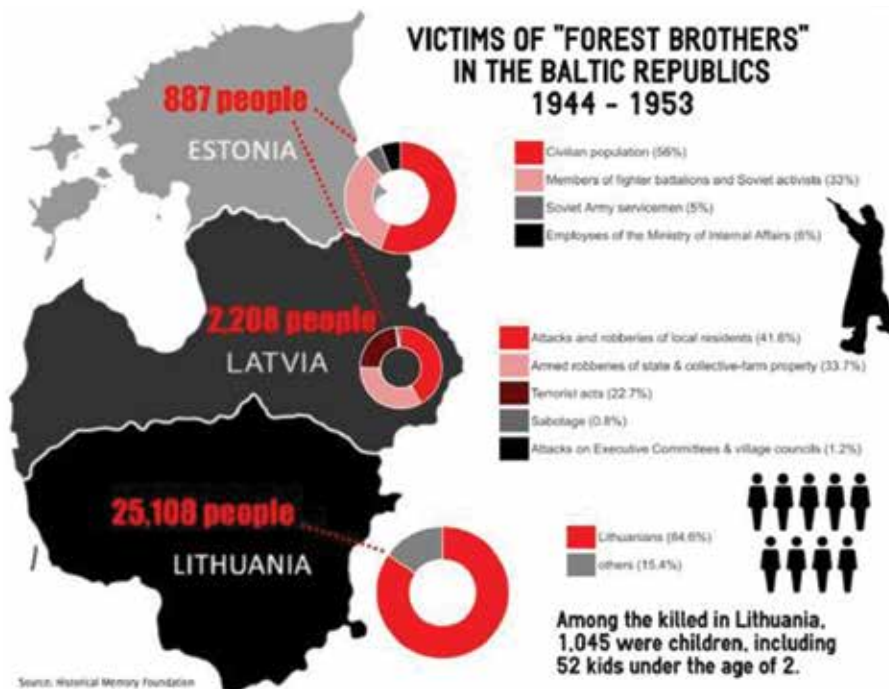 VICTIMS OF "FOREST BROTHERS"
IN THE BALTIC REPUBLICS
1944 - 1953
887 people
ESTONIA
Civilian population (56%)
Members of fighter battalions and Soviet activists (33%)
Soviet Army servicemen (5%)
Employees of the Ministry of Internal Affairs (6%)
2,208 people
LATVIA
Attacks and robberies of local residents (41.6%)
Armed robberies of state & collective-farm property (33.7%)
Terrorist acts (22.7%)
Sabotage (0.8%)
Attacks on Executive Committees & village councils (1.2%)
25,108 people
LITHUANIA
Lithuanians (84.6%)
others (15.4%)
Among the killed in Lithuania,
1,045 were children, including
52 kids under the age of 2.
Source: Historical Memory Foundation